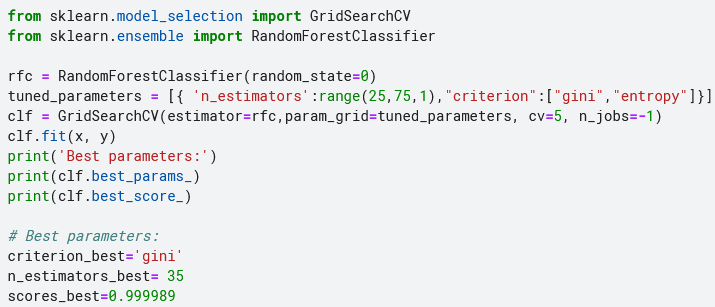 from sklearn.model_selection import GridSearchCV
from sklearn.ensemble import RandomForestClassifier
rfc = RandomForestClassifier(random_state=0)
tuned_parameters = [{ 'n_estimators':range(25,75,1),"criterion":["gini","entropy"]}]
clf = GridSearchCV(estimator=rfc,param_grid=tuned_parameters, cv=5, n_jobs=-1)
clf.fit(x, y)
print('Best parameters:')
print(clf.best_params_)
print(clf.best_score_)
# Best parameters:
criterion_best='gini'
n_estimators_best= 35
scores_best=0.999989